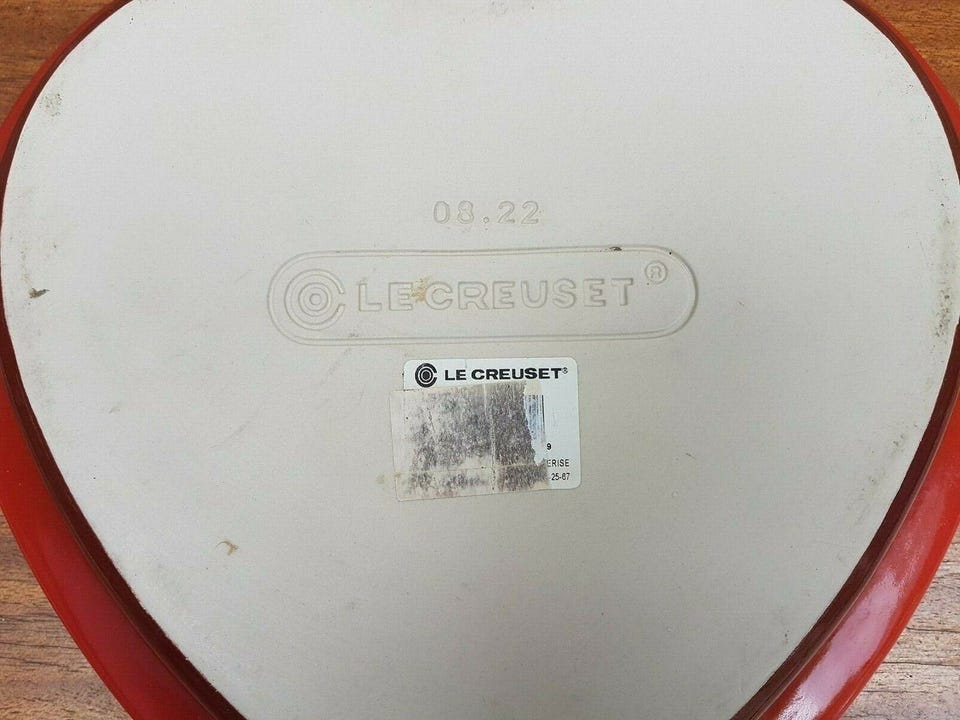 08.22
LE CREUSET®
LE CREUSET®
9
ERISE
-25-67